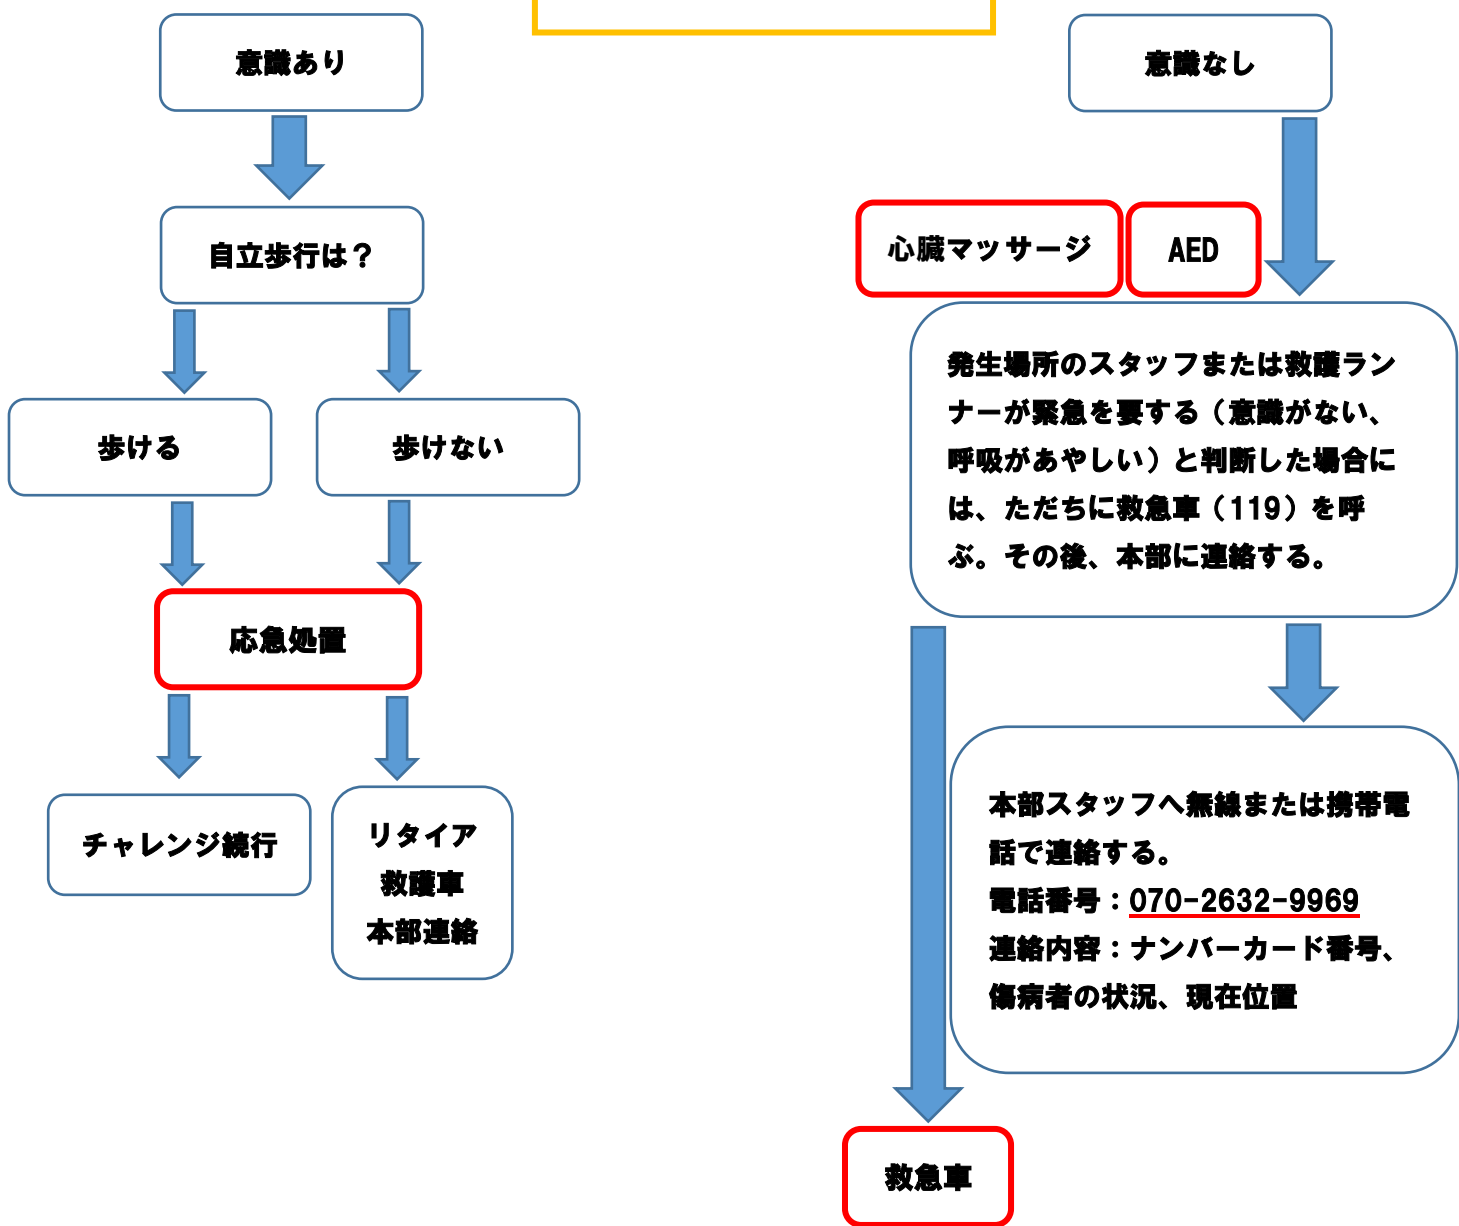 意識あり
意識なし
自立歩行は？
心臓マッサージ
AED
歩ける
歩けない
発生場所のスタッフまたは救護ラン
ナーが緊急を要する（意識がない、
呼吸があやしい）と判断した場合に
は、ただちに救急車（119）を呼
ぶ。その後、本部に連絡する。
応急処置
チャレンジ続行
リタイア
救護車
本部連絡
本部スタッフへ無線または携帯電
話で連絡する。
電話番号：070-2632-9969
連絡内容：ナンバーカード番号、
傷病者の状況、現在位置
救急車